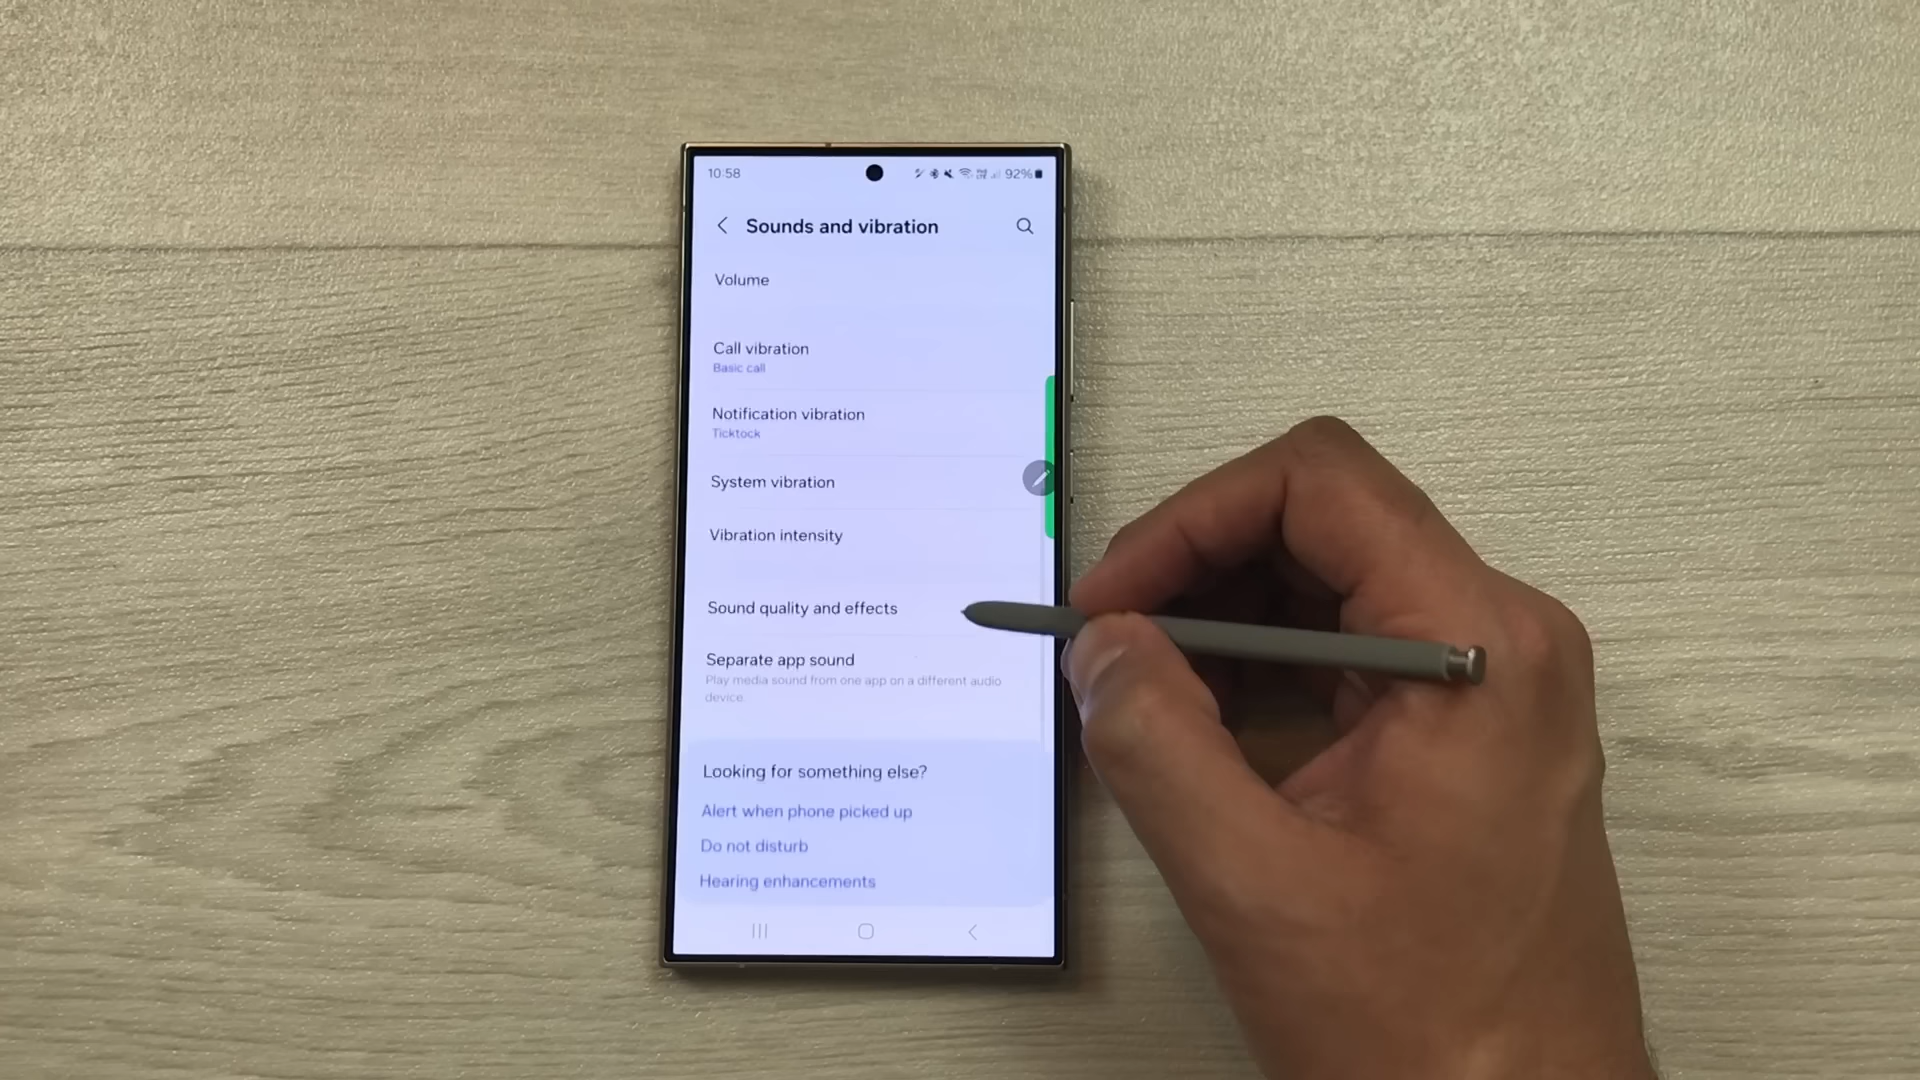 10:58
92%
Sounds and vibration
Volume
Call vibration
Basic call
Notification vibration
Ticktock
System vibration
Vibration intensity
Sound quality and effects
Separate app sound
Play media sound from one app on a different audio
device.
Looking for something else?
Alert when phone picked up
Do not disturb
Hearing enhancements